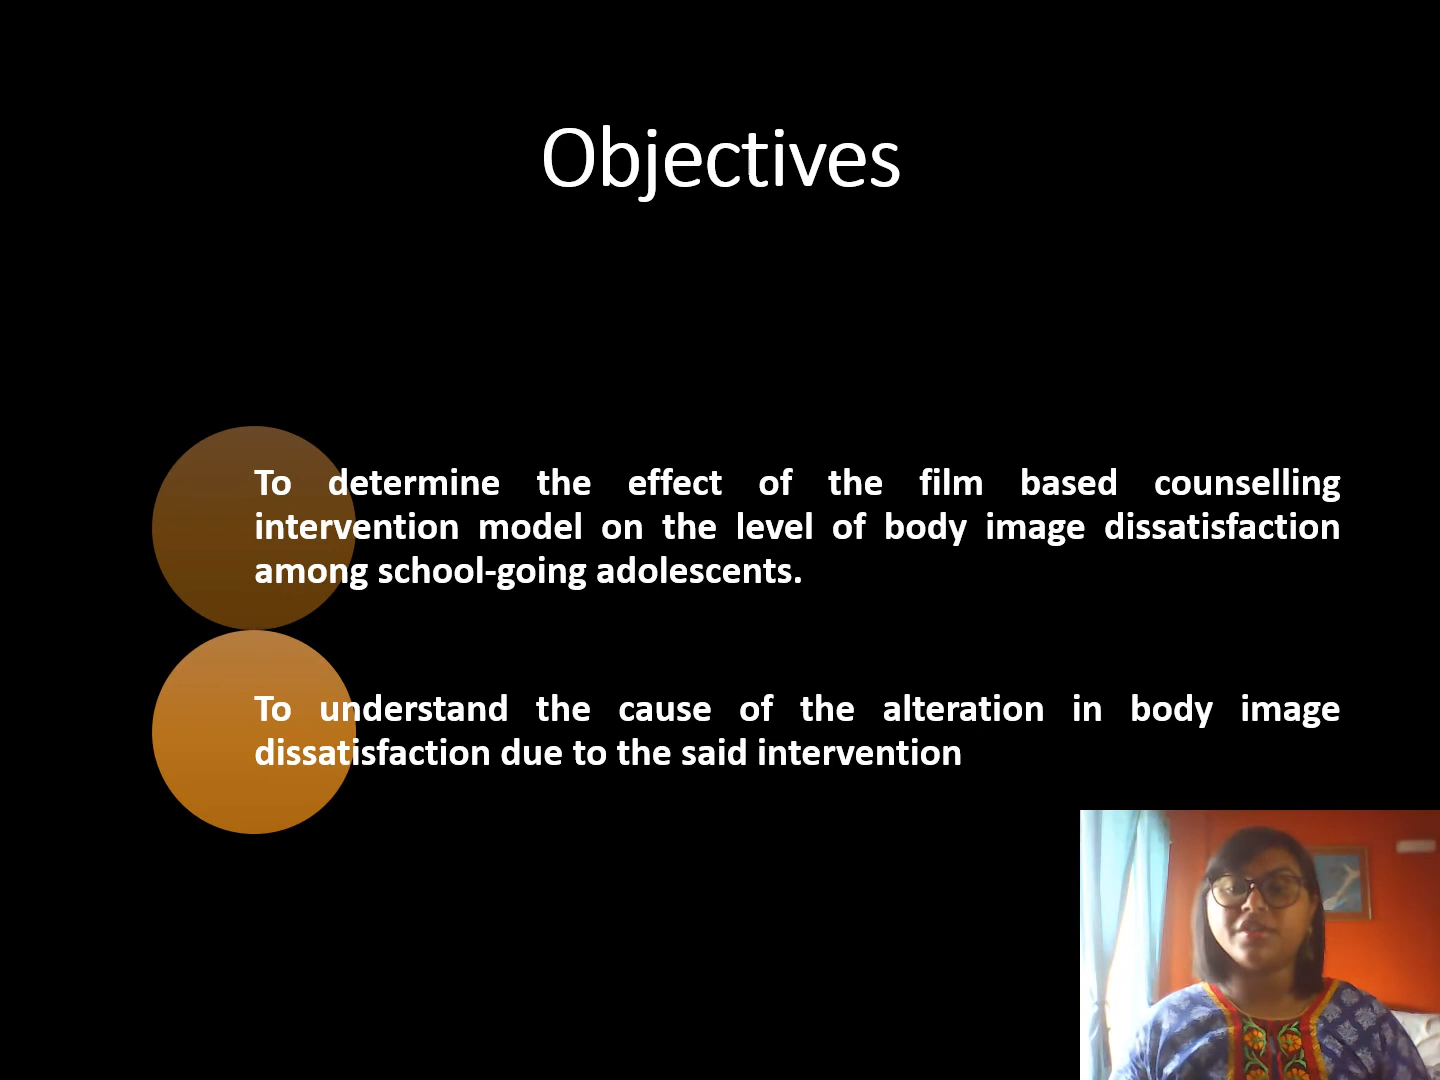 Objectives
To determine the effect of the film based counselling
intervention model on the level of body image dissatisfaction
among school-going adolescents.
To understand the cause of the alteration in body image
dissatisfaction due to the said intervention